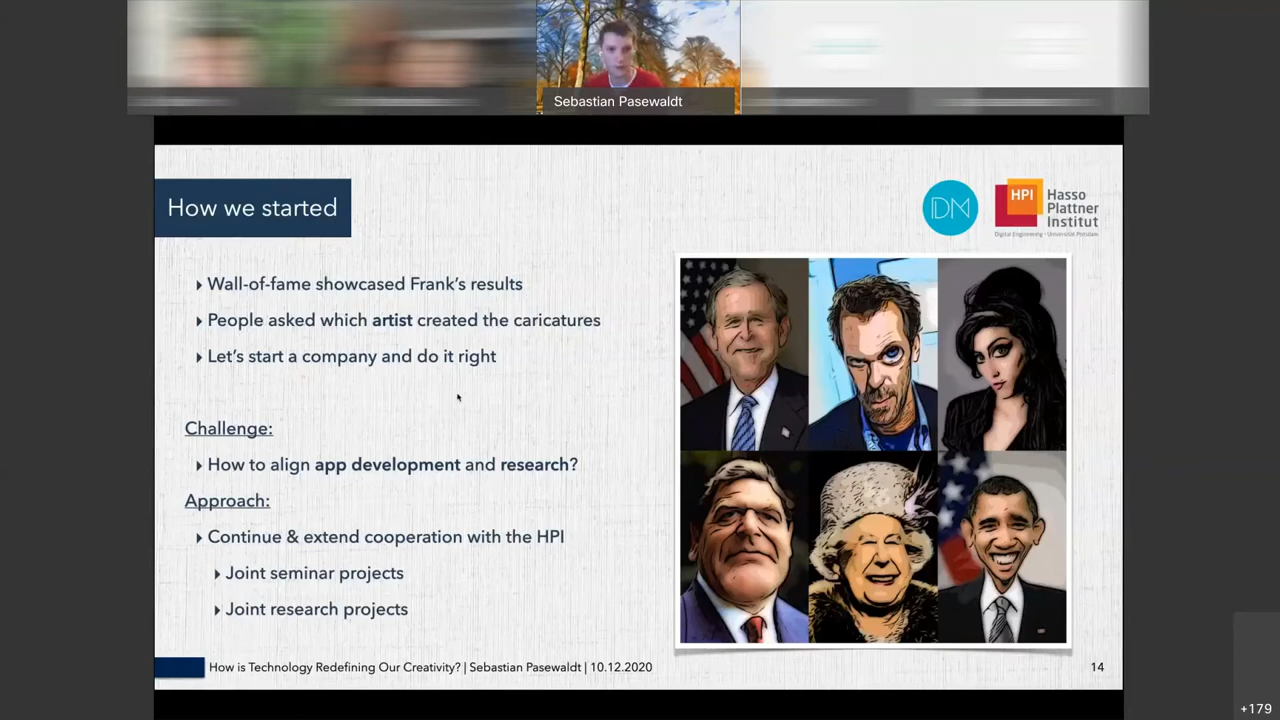 Sebastian Pasewaldt
How we started
DM
HPI
Hasso
Plattner
Institut
Digital Engineering · Universität Potsdam
Wall-of-fame showcased Frank's results
People asked which artist created the caricatures
Let's start a company and do it right
Challenge:
How to align app development and research?
Approach:
Continue & extend cooperation with the HPI
Joint seminar projects
Joint research projects
How is Technology Redefining Our Creativity? | Sebastian Pasewaldt | 10.12.2020
14
+179